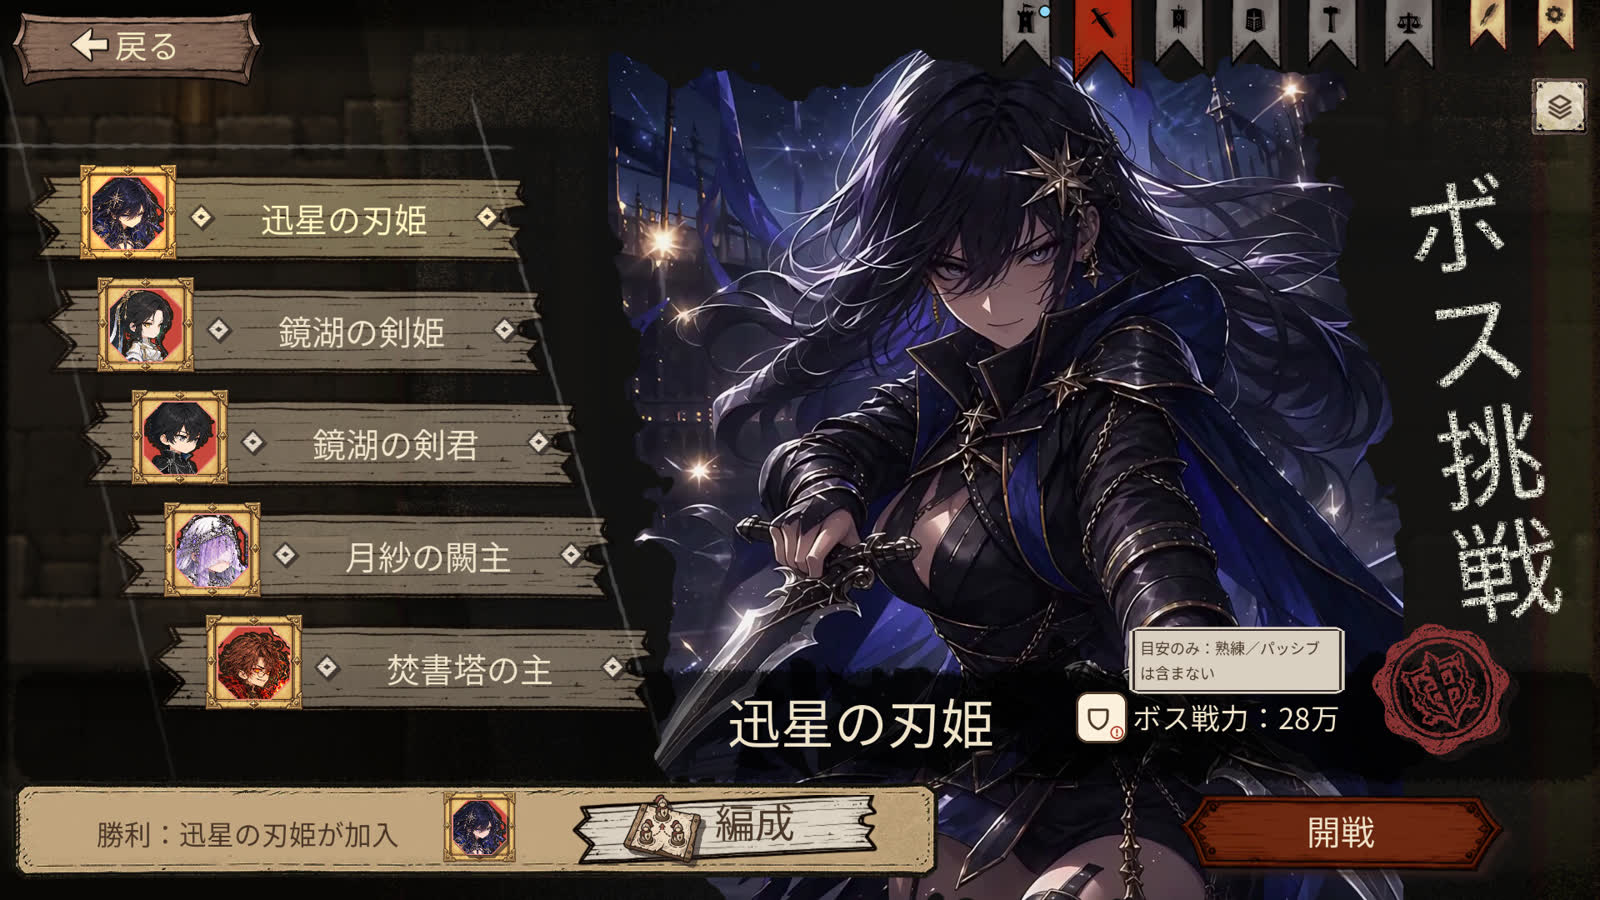 戻る
迅星の刃姫
鏡湖の剣姫
鏡湖の剣君
月紗の闕主
焚書塔の主
ボス挑戦
目安のみ：熟練／パッシブ
は含まない
迅星の刃姫
ボス戦力：28万
勝利：迅星の刃姫が加入
編成
開戦